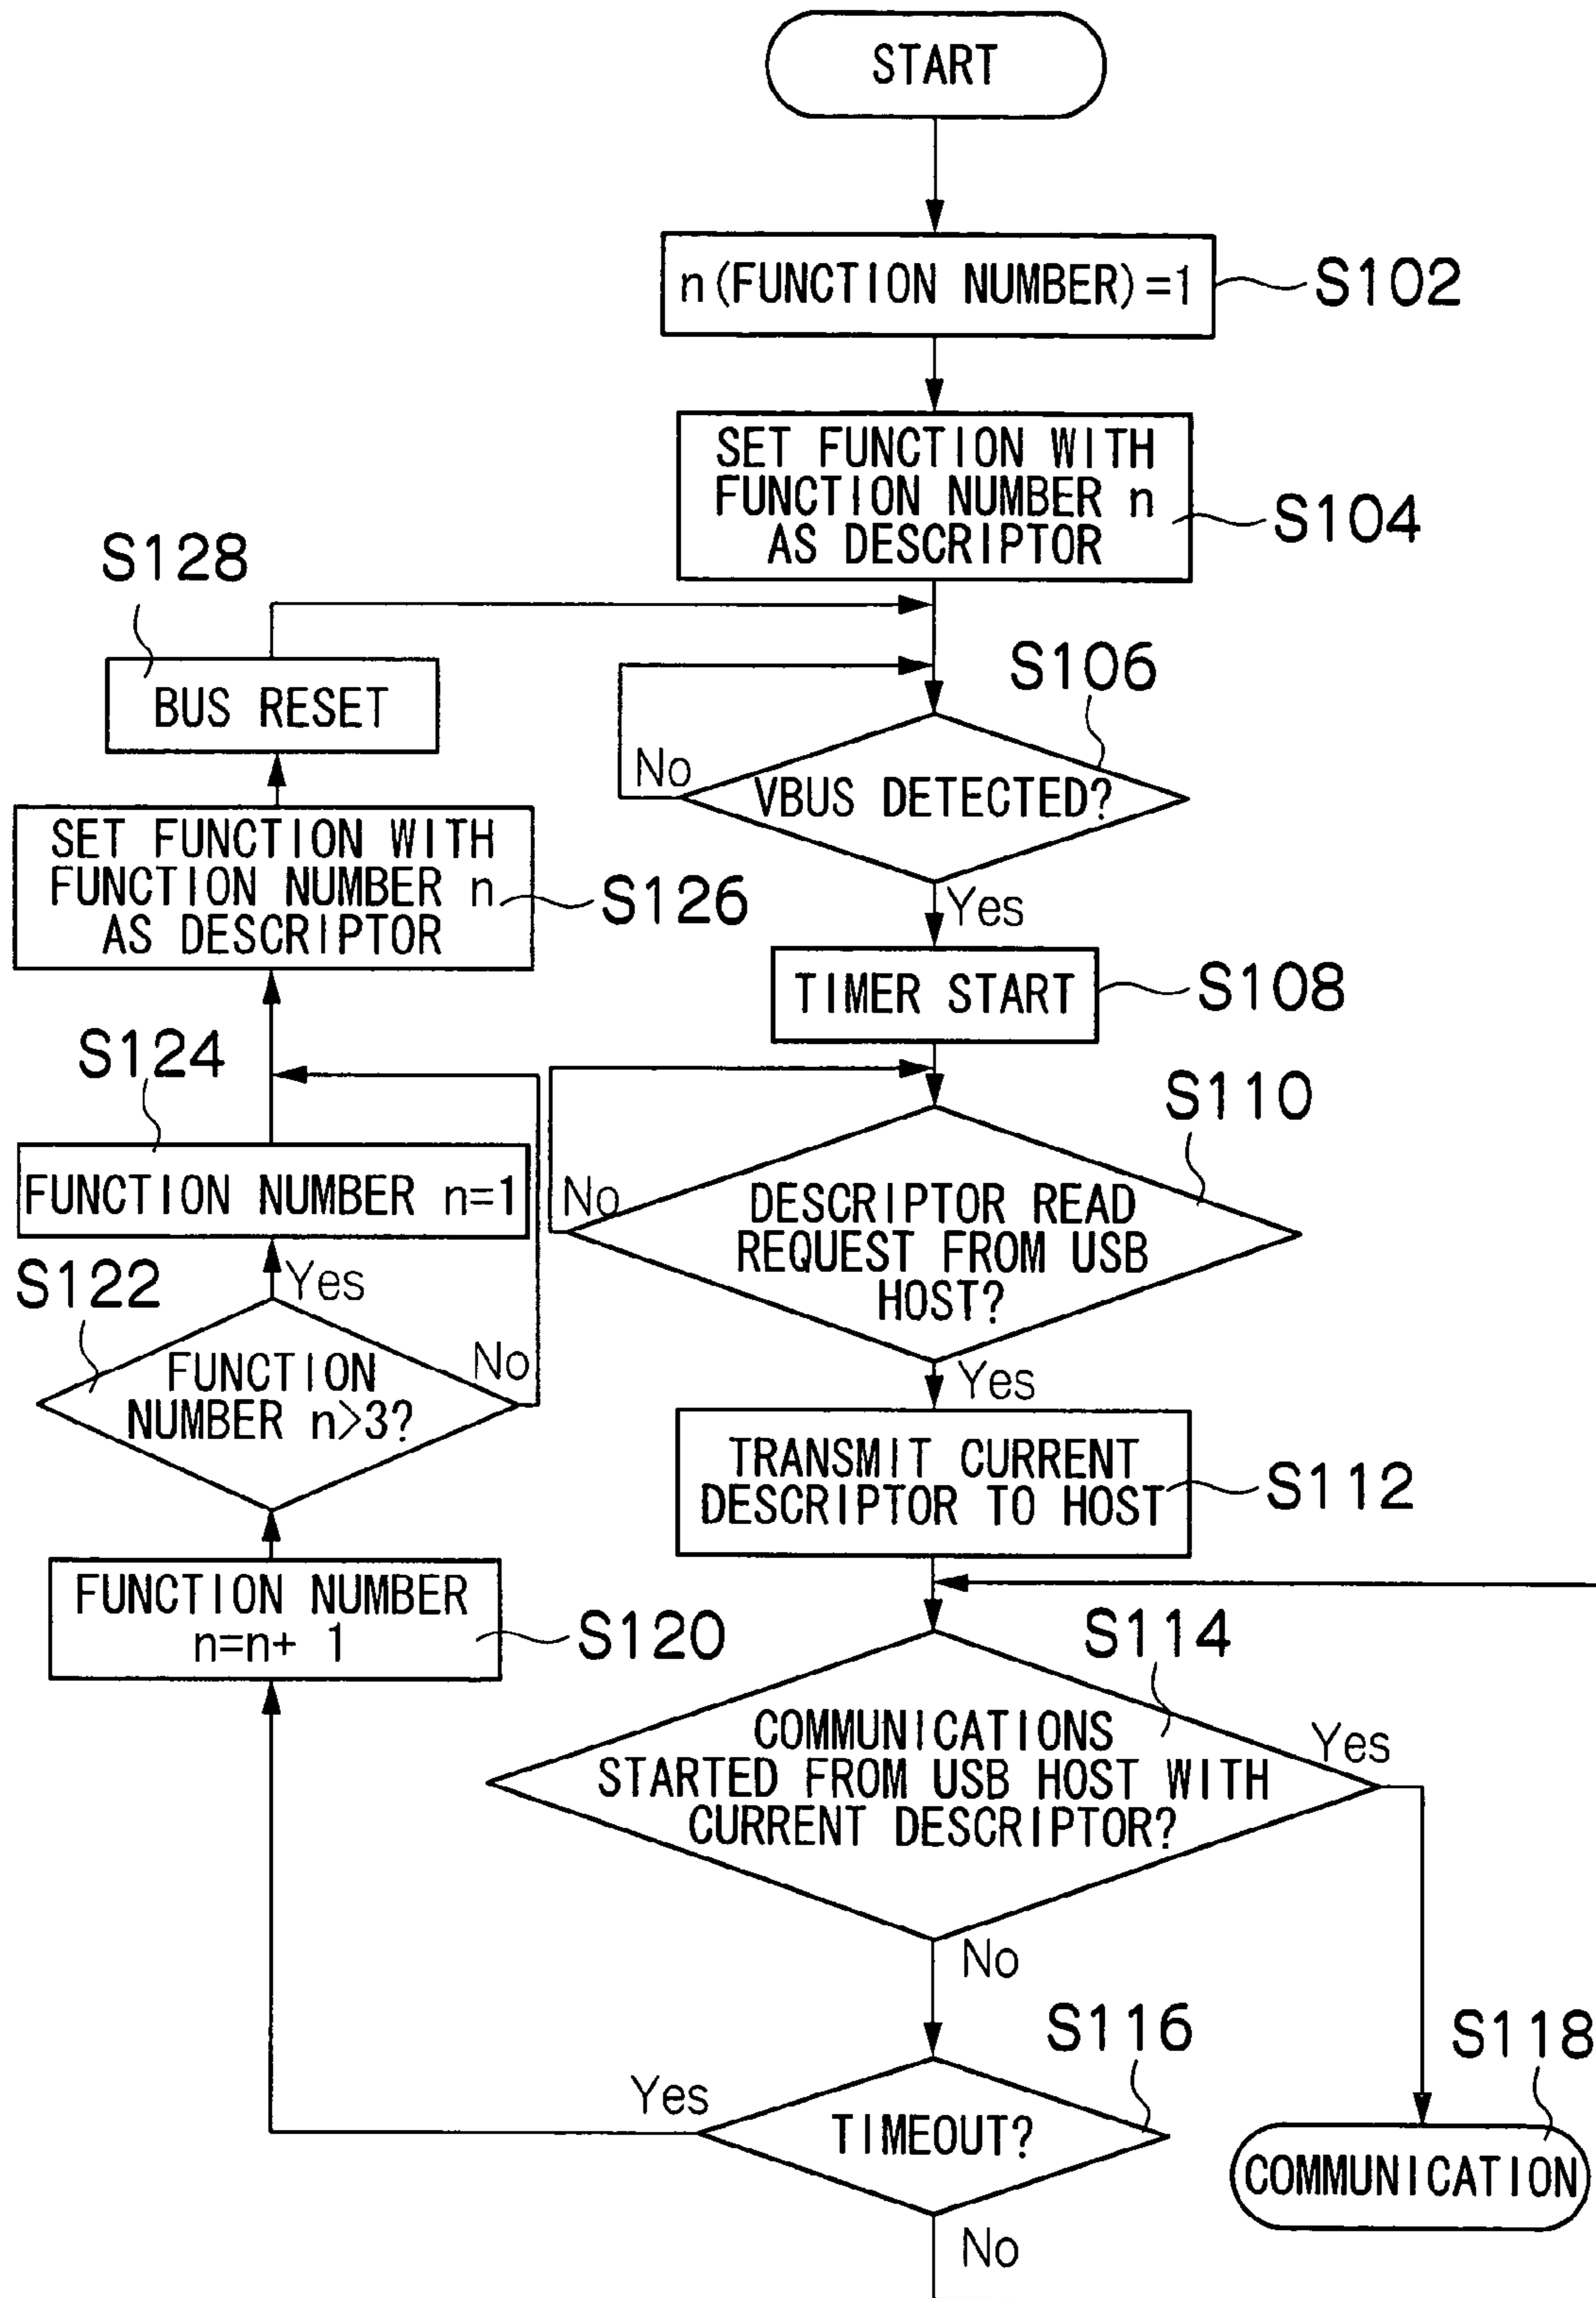 START
n(FUNCTION NUMBER)=1
S102
SET FUNCTION WITH
FUNCTION NUMBER n
AS DESCRIPTOR
S104
S128
BUS RESET
S106
No
VBUS DETECTED?
Yes
SET FUNCTION WITH
FUNCTION NUMBER n
AS DESCRIPTOR
S126
TIMER START
S108
S124
FUNCTION NUMBER n=1
S110
No
DESCRIPTOR READ
REQUEST FROM USB
HOST?
Yes
S122
Yes
No
FUNCTION
NUMBER n>3?
TRANSMIT CURRENT
DESCRIPTOR TO HOST
S112
FUNCTION NUMBER
n=n+ 1
S120
S114
COMMUNICATIONS
STARTED FROM USB HOST WITH
CURRENT DESCRIPTOR?
Yes
No
S116
Yes
TIMEOUT?
No
S118
COMMUNICATION